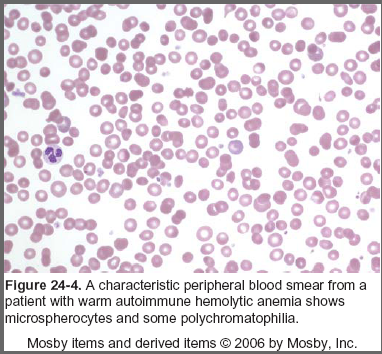 Figure 24-4. A characteristic peripheral blood smear from a
patient with warm autoimmune hemolytic anemia shows
microspherocytes and some polychromatophilia.
Mosby items and derived items © 2006 by Mosby, Inc.